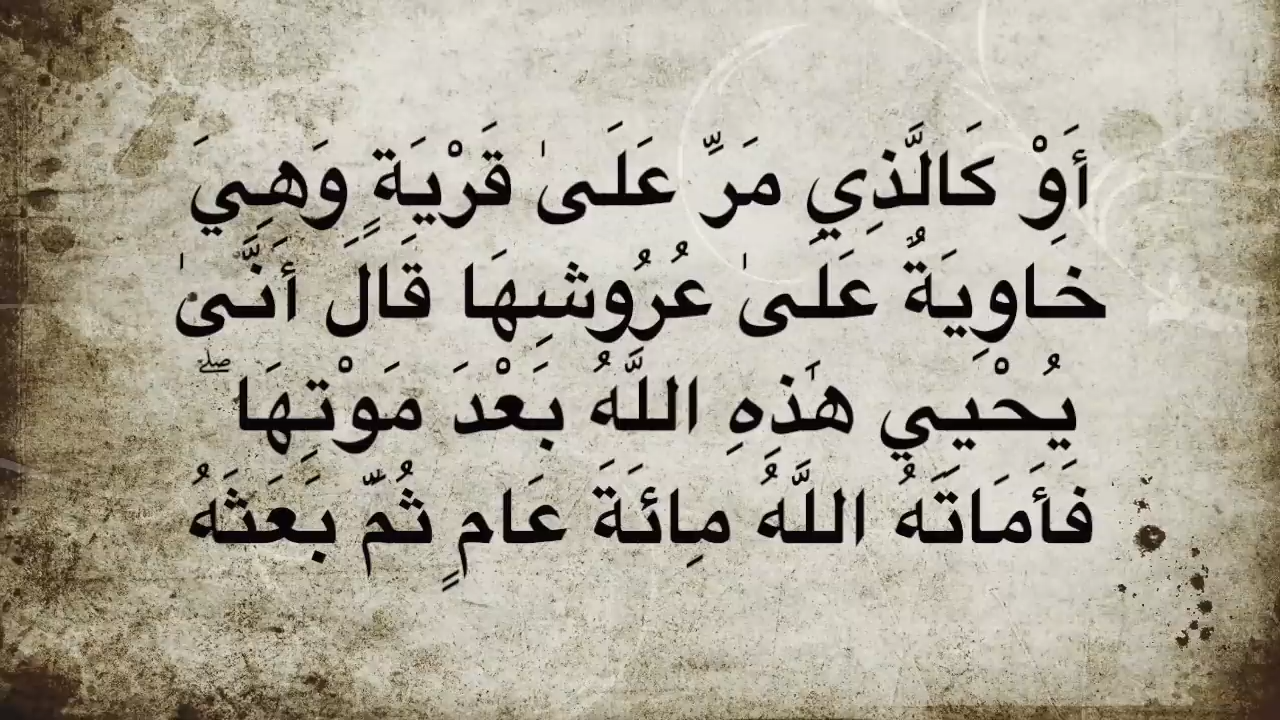 أَوْ كَالَّذِي مَرَّ عَلَىٰ قَرْيَةٍ وَهِيَ
خَاوِيَةٌ عَلَىٰ عُرُوشِهَا قَالَ أَنَّىٰ
يُحْيِي هَٰذِهِ اللَّهُ بَعْدَ مَوْتِهَا ۖ
فَأَمَاتَهُ اللَّهُ مِائَةَ عَامٍ ثُمَّ بَعَثَهُ